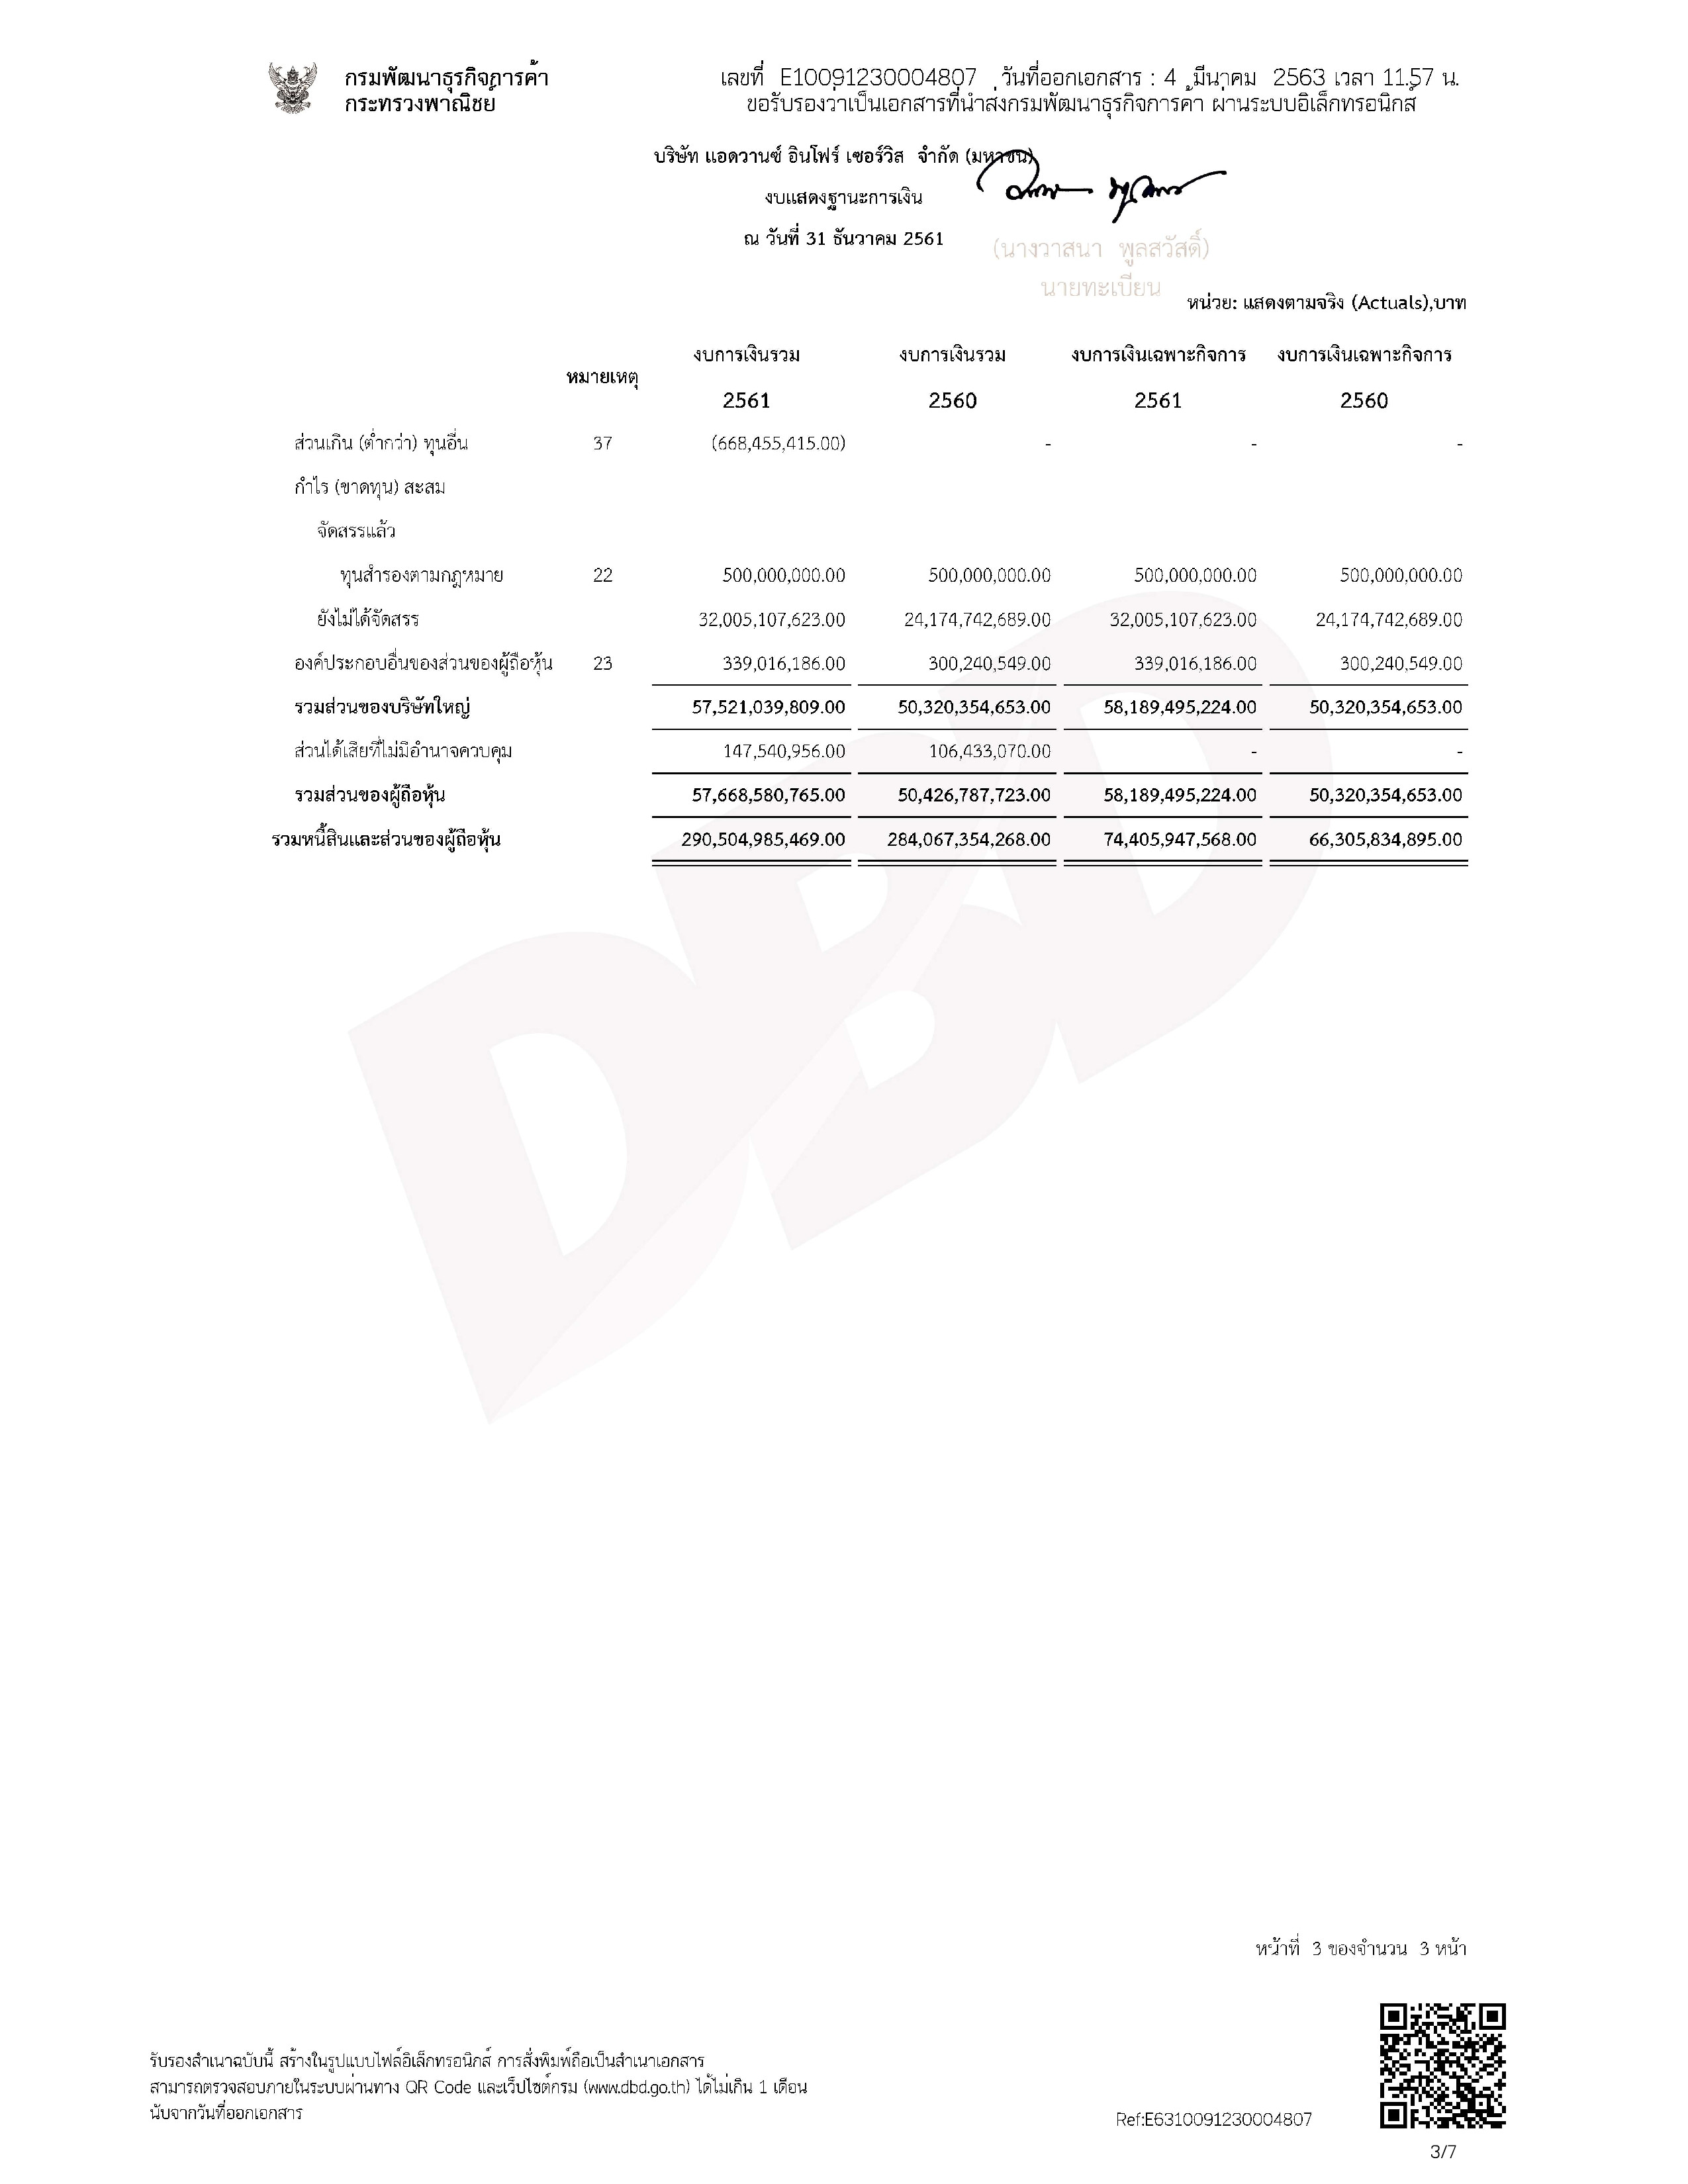 กรมพัฒนาธุรกิจการค้า
กระทรวงพาณิชย์
เลขที่ E10091230004807 วันที่ออกเอกสาร : 4 มีนาคม 2563 เวลา 11.57 น.
ขอรับรองว่าเป็นเอกสารที่นำส่งกรมพัฒนาธุรกิจการค้า ผ่านระบบอิเล็กทรอนิกส์
บริษัท แอดวานซ์ อินโฟร์ เซอร์วิส จำกัด (มหาชน)
งบแสดงฐานะการเงิน
ณ วันที่ 31 ธันวาคม 2561
(นางวาสนา พูลสวัสดิ์)
นายทะเบียน
หน่วย: แสดงตามจริง (Actuals),บาท
หมายเหตุ งบการเงินรวม งบการเงินรวม งบการเงินเฉพาะกิจการ งบการเงินเฉพาะกิจการ
2561 2560 2561 2560
ส่วนเกิน (ต่ำกว่า) ทุนอื่น 37 (668,455,415.00) - - -
กำไร (ขาดทุน) สะสม
จัดสรรแล้ว
ทุนสำรองตามกฎหมาย 22 500,000,000.00 500,000,000.00 500,000,000.00 500,000,000.00
ยังไม่ได้จัดสรร 32,005,107,623.00 24,174,742,689.00 32,005,107,623.00 24,174,742,689.00
องค์ประกอบอื่นของส่วนของผู้ถือหุ้น 23 339,016,186.00 300,240,549.00 339,016,186.00 300,240,549.00
รวมส่วนของบริษัทใหญ่ 57,521,039,809.00 50,320,354,653.00 58,189,495,224.00 50,320,354,653.00
ส่วนได้เสียที่ไม่มีอำนาจควบคุม 147,540,956.00 106,433,070.00 - -
รวมส่วนของผู้ถือหุ้น 57,668,580,765.00 50,426,787,723.00 58,189,495,224.00 50,320,354,653.00
รวมหนี้สินและส่วนของผู้ถือหุ้น 290,504,985,469.00 284,067,354,268.00 74,405,947,568.00 66,305,834,895.00
DBD
หน้าที่ 3 ของจำนวน 3 หน้า
รับรองสำเนาฉบับนี้ สร้างในรูปแบบไฟล์อิเล็กทรอนิกส์ การสั่งพิมพ์ถือเป็นสำเนาเอกสาร
สามารถตรวจสอบภายในระบบผ่านทาง QR Code และเว็บไซต์กรม (www.dbd.go.th) ได้ไม่เกิน 1 เดือน
นับจากวันที่ออกเอกสาร
Ref:E6310091230004807
3/7